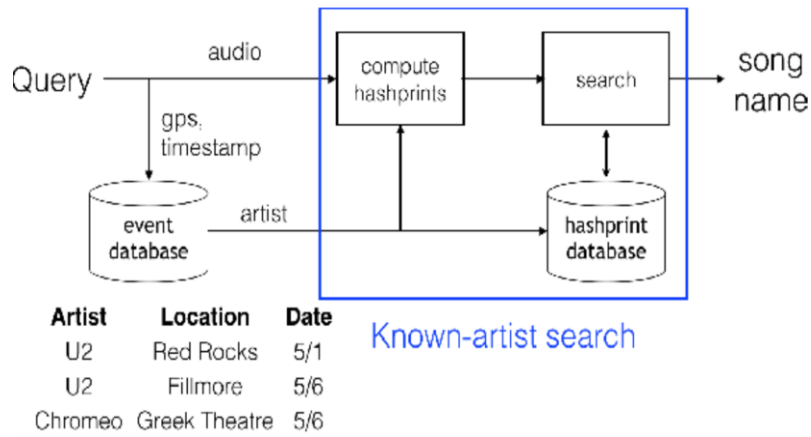 Query
audio
gps,
timestamp
compute
hashprints
search
song
name
event
database
artist
hashprint
database
Known-artist search
Artist Location Date
U2 Red Rocks 5/1
U2 Fillmore 5/6
Chromeo Greek Theatre 5/6